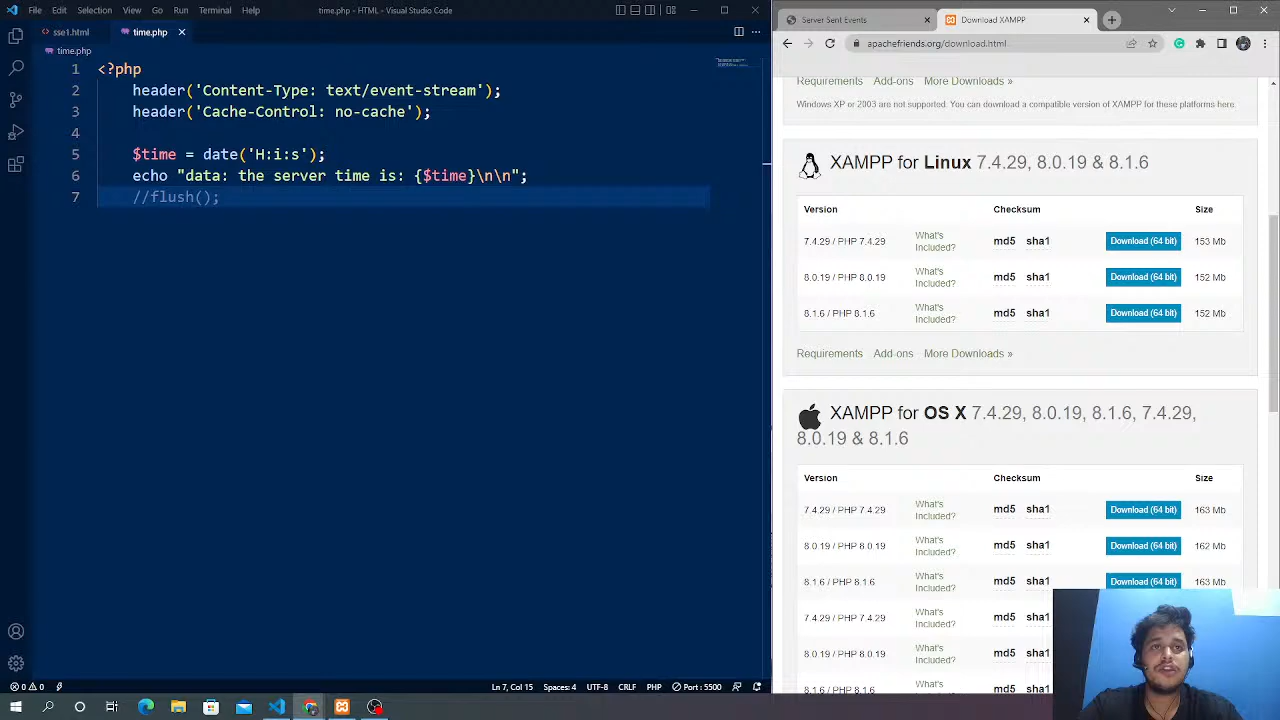 File Edit Selection View Go Run Terminal Help
time.php - HTML - Visual Studio Code
sse1.html
time.php
time.php
1 <?php
2 header('Content-Type: text/event-stream');
3 header('Cache-Control: no-cache');
4
5 $time = date('H:i:s');
6 echo "data: the server time is: {$time}\n\n";
7 //flush();
0 0
Ln 7, Col 15 Spaces: 4 UTF-8 CRLF PHP Port : 5500
Server Sent Events
Download XAMPP
apachefriends.org/download.html
Requirements Add-ons More Downloads »
Windows XP or 2003 are not supported. You can download a compatible version of XAMPP for these platforms here.
XAMPP for Linux 7.4.29, 8.0.19 & 8.1.6
Version Checksum Size
7.4.29 / PHP 7.4.29 What's Included? md5 sha1 Download (64 bit) 153 Mb
8.0.19 / PHP 8.0.19 What's Included? md5 sha1 Download (64 bit) 152 Mb
8.1.6 / PHP 8.1.6 What's Included? md5 sha1 Download (64 bit) 152 Mb
Requirements Add-ons More Downloads »
XAMPP for OS X 7.4.29, 8.0.19, 8.1.6, 7.4.29,
8.0.19 & 8.1.6
Version Checksum Size
7.4.29 / PHP 7.4.29 What's Included? md5 sha1 Download (64 bit) 163 Mb
8.0.19 / PHP 8.0.19 What's Included? md5 sha1 Download (64 bit) 162 Mb
8.1.6 / PHP 8.1.6 What's Included? md5 sha1 Download (64 bit) 163 Mb
7.4.29 / PHP 7.4.29 What's Included? md5 sha1
8.0.19 / PHP 8.0.19 What's Included? md5 sha1
8.1.6 / PHP 8.1.6 What's md5 sha1